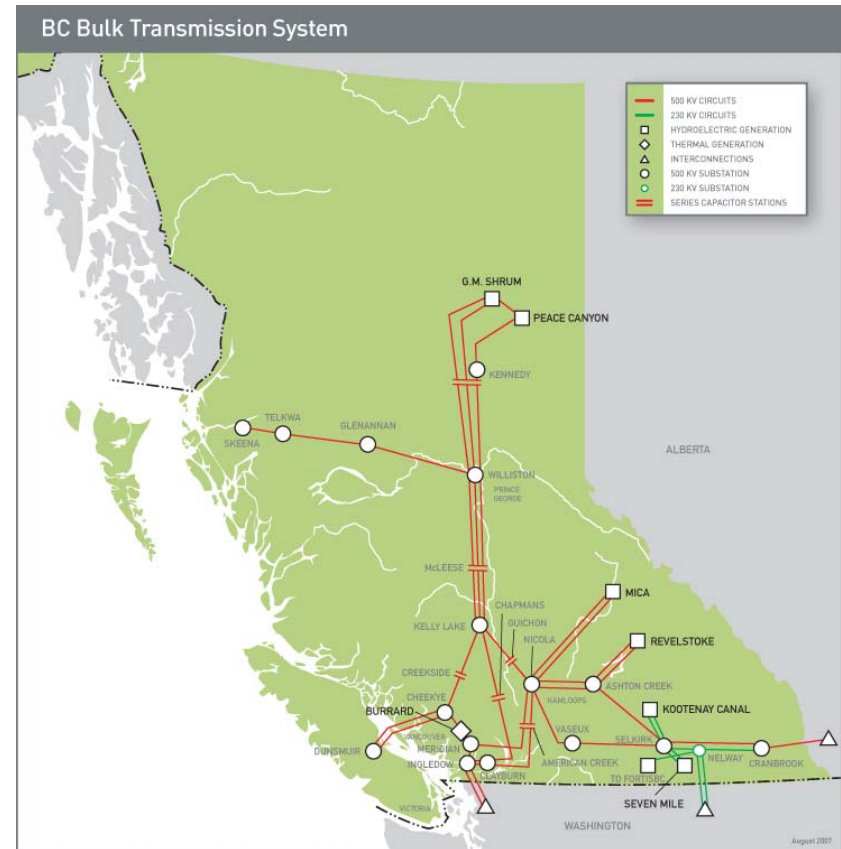 BC Bulk Transmission System
500 KV CIRCUITS
230 KV CIRCUITS
HYDROELECTRIC GENERATION
THERMAL GENERATION
INTERCONNECTIONS
500 KV SUBSTATION
230 KV SUBSTATION
SERIES CAPACITOR STATIONS
G.M. SHRUM
PEACE CANYON
KENNEDY
TELKWA
SKEENA
GLENANNAN
ALBERTA
WILLISTON
PRINCE
GEORGE
McLEESE
CHAPMANS
MICA
GUICHON
KELLY LAKE
NICOLA
REVELSTOKE
CREEKSIDE
ASHTON CREEK
KAMLOOPS
CHEEKYE
BURRARD
KOOTENAY CANAL
VANCOUVER
VASEUX
SELKIRK
DUNSMUIR
MERIDIAN
AMERICAN CREEK
NELWAY
CRANBROOK
INGLEDOW
CLAYBURN
TO FORTISBC
SEVEN MILE
VICTORIA
WASHINGTON
August 2007